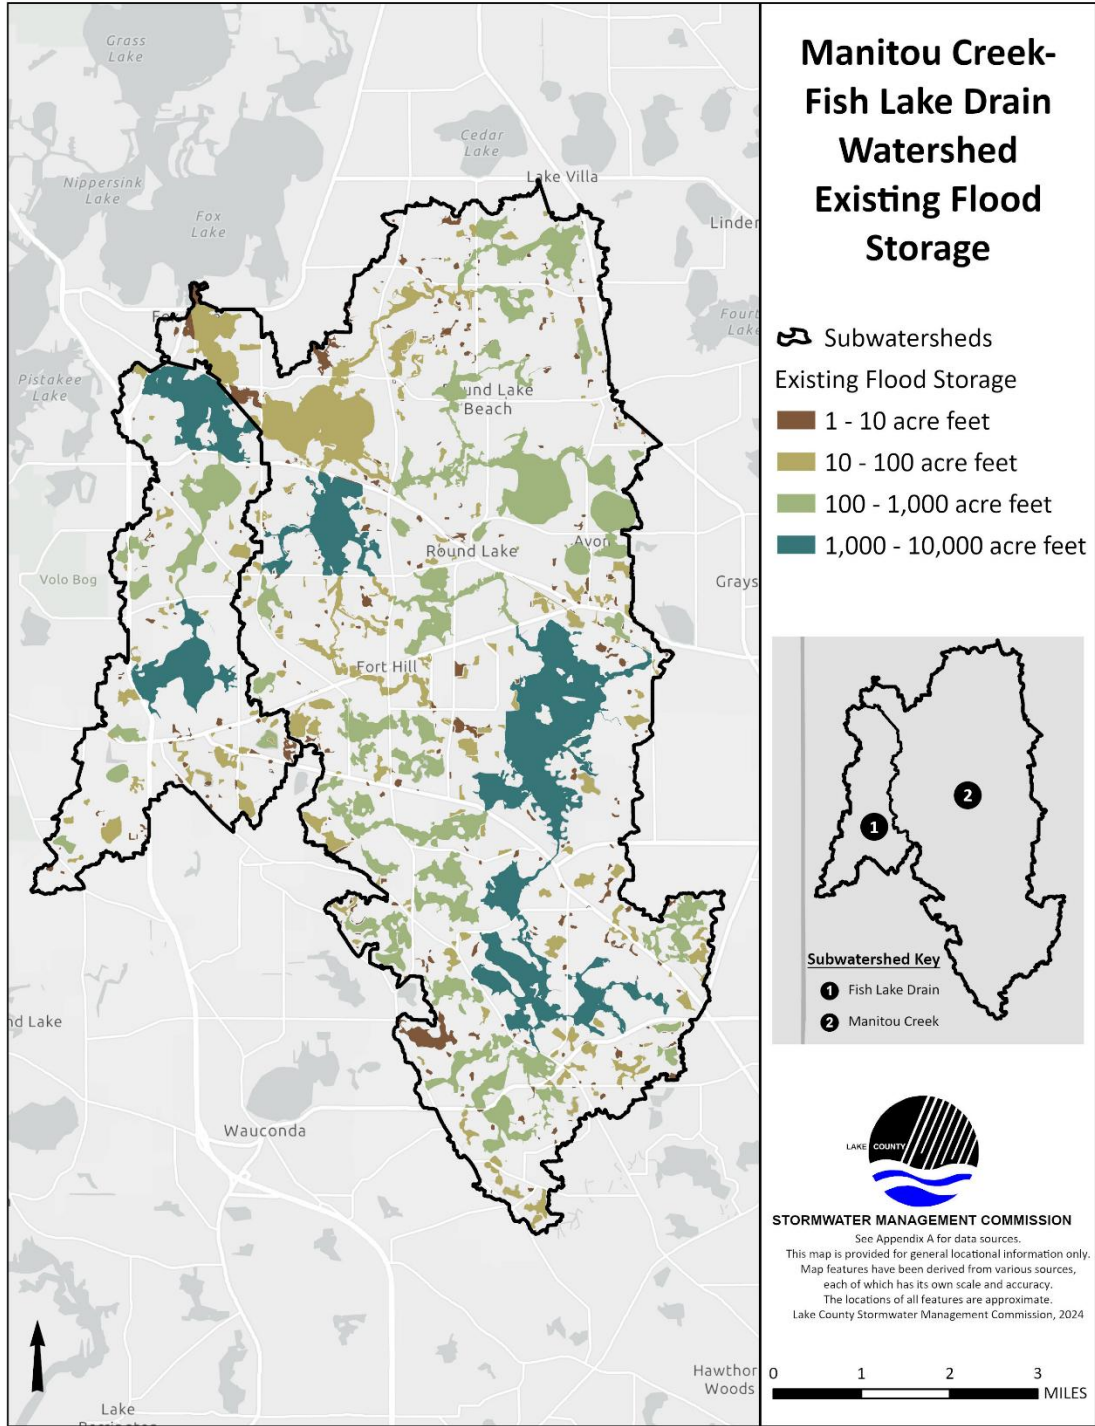 Manitou Creek-
Fish Lake Drain
Watershed
Existing Flood
Storage
Subwatersheds
Existing Flood Storage
1 - 10 acre feet
10 - 100 acre feet
100 - 1,000 acre feet
1,000 - 10,000 acre feet
1
2
Subwatershed Key
1 Fish Lake Drain
2 Manitou Creek
LAKE COUNTY
STORMWATER MANAGEMENT COMMISSION
See Appendix A for data sources.
This map is provided for general locational information only.
Map features have been derived from various sources,
each of which has its own scale and accuracy.
The locations of all features are approximate.
Lake County Stormwater Management Commission, 2024
0 1 2 3
MILES
Grass
Lake
Cedar
Lake
Lake Villa
Nippersink
Lake
Fox
Lake
Linder
Fourt
Lake
Pistakee
Lake
Round Lake
Beach
Round Lake
Avon
Volo Bog
Grays
Fort Hill
nd Lake
Wauconda
Hawthor
Woods
Lake